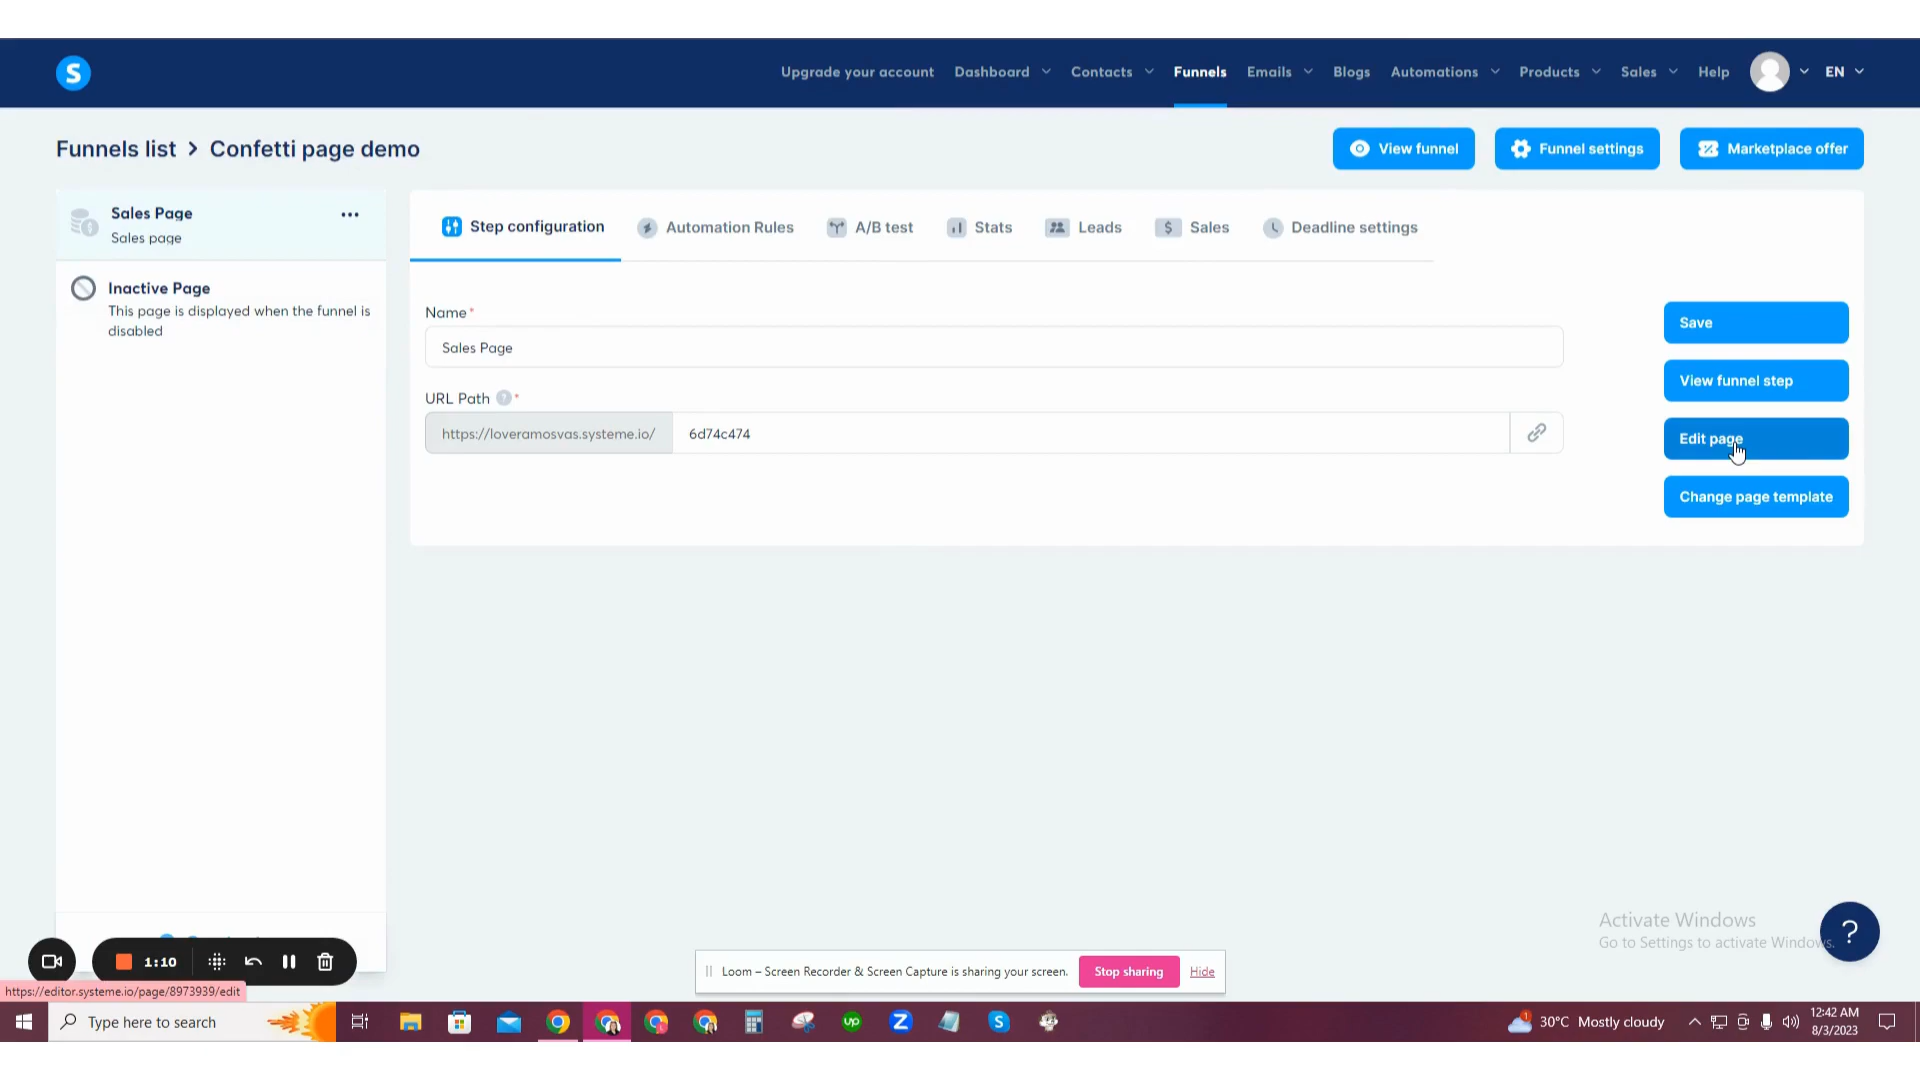 S
Upgrade your account
Dashboard
Contacts
Funnels
Emails
Blogs
Automations
Products
Sales
Help
EN
Funnels list > Confetti page demo
View funnel
Funnel settings
Marketplace offer
Sales Page
Sales page
Inactive Page
This page is displayed when the funnel is
disabled
Step configuration
Automation Rules
A/B test
Stats
Leads
$ Sales
Deadline settings
Name*
Sales Page
URL Path ? *
https://loveramosvas.systeme.io/
6d74c474
Save
View funnel step
Edit page
Change page template
Activate Windows
Go to Settings to activate Windows.
?
1:10
Loom – Screen Recorder & Screen Capture is sharing your screen.
Stop sharing
Hide
https://editor.systeme.io/page/8973939/edit
Type here to search
up
Z
S
30°C Mostly cloudy
12:42 AM
8/3/2023